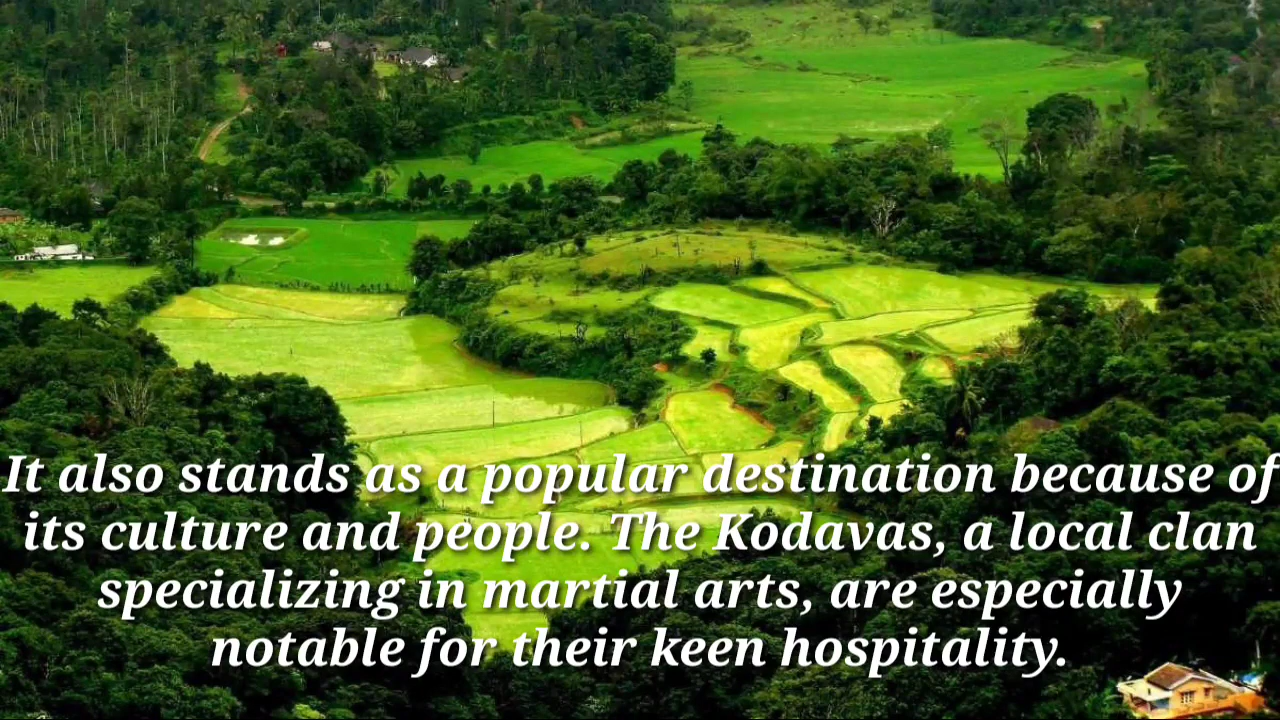 It also stands as a popular destination because of
its culture and people. The Kodavas, a local clan
specializing in martial arts, are especially
notable for their keen hospitality.